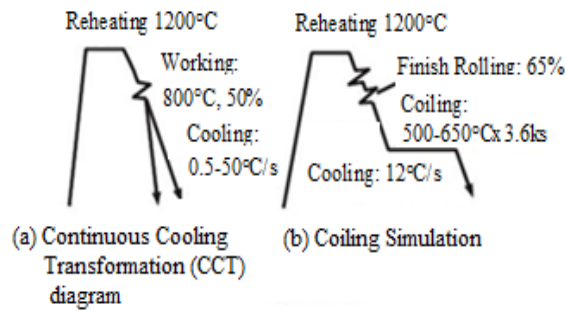 Reheating 1200°C
Working:
800°C, 50%
Cooling:
0.5-50°C/s
(a) Continuous Cooling
Transformation (CCT)
diagram
Reheating 1200°C
Finish Rolling: 65%
Coiling:
500-650°Cx 3.6ks
Cooling: 12°C/s
(b) Coiling Simulation